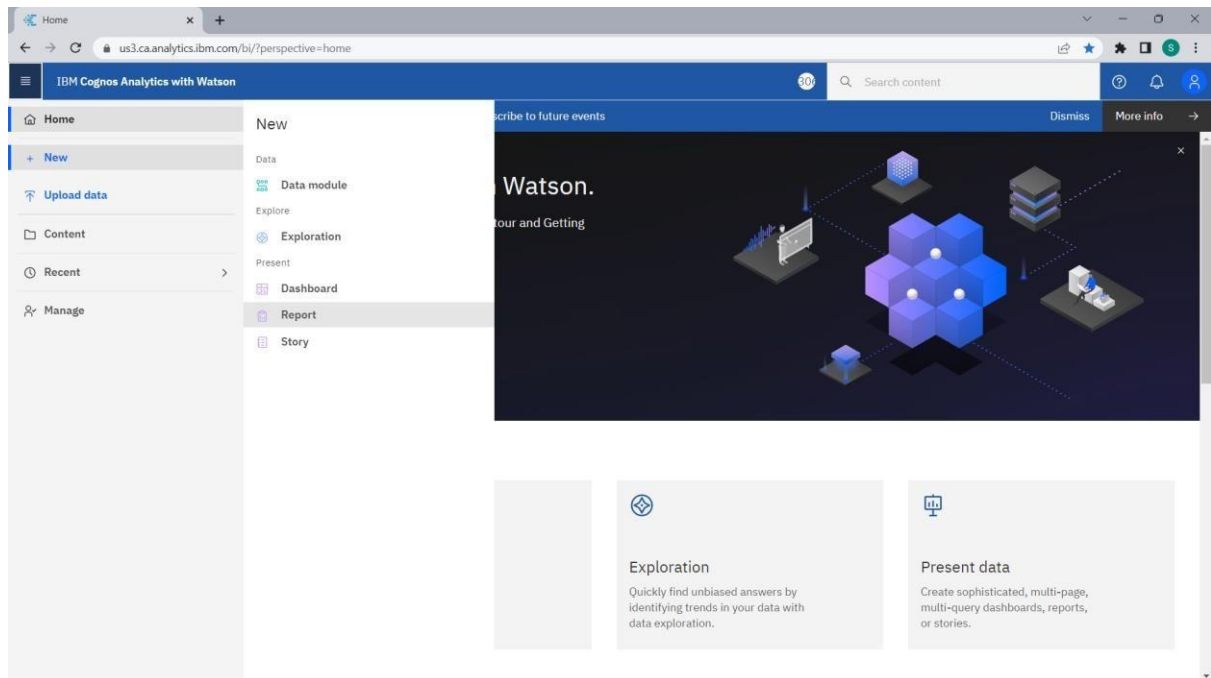 Home
us3.ca.analytics.ibm.com/bi/?perspective=home
S
IBM Cognos Analytics with Watson
Search content
Home
New
Upload data
Content
Recent
Manage
New
Data
Data module
Explore
Exploration
Present
Dashboard
Report
Story
scribe to future events
Dismiss
More info
Watson.
tour and Getting
Exploration
Quickly find unbiased answers by
identifying trends in your data with
data exploration.
Present data
Create sophisticated, multi-page,
multi-query dashboards, reports,
or stories.